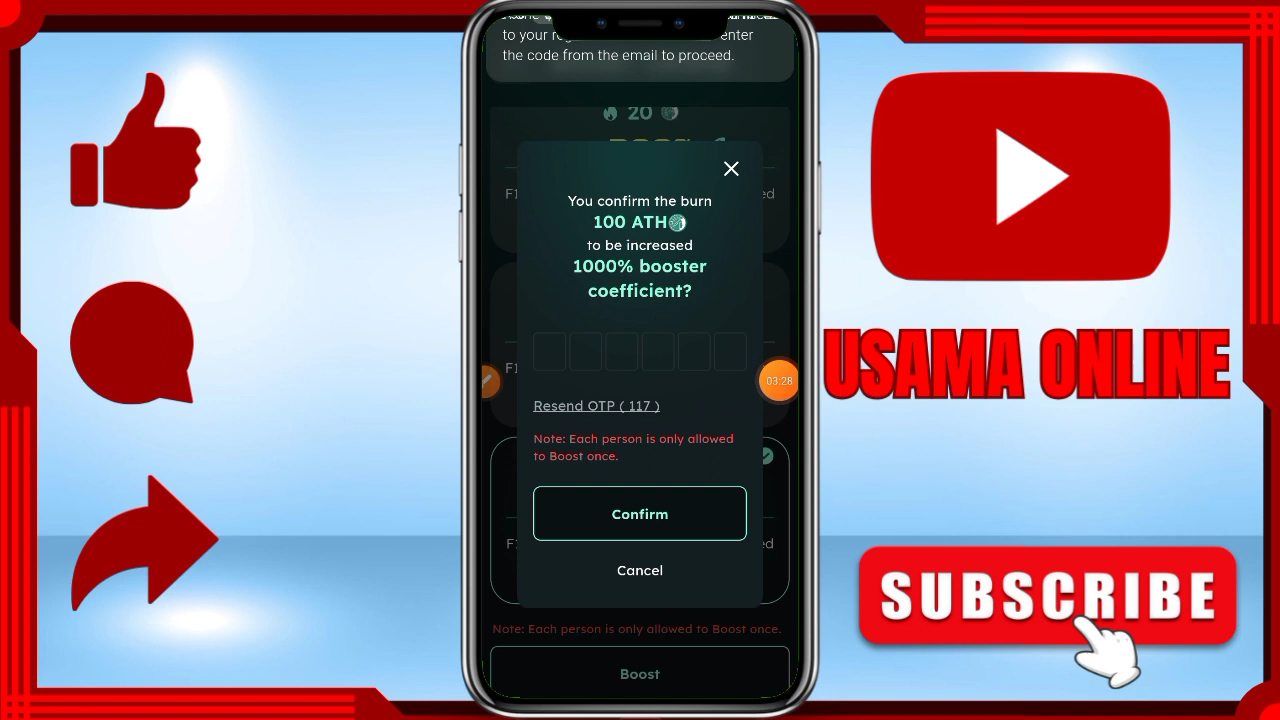 to your
enter
the code from the email to proceed.
20
You confirm the burn
100 ATH
to be increased
1000% booster
coefficient?
03:28
Resend OTP ( 117 )
Note: Each person is only allowed
to Boost once.
Confirm
Cancel
Note: Each person is only allowed to Boost once.
Boost
USAMA ONLINE
SUBSCRIBE